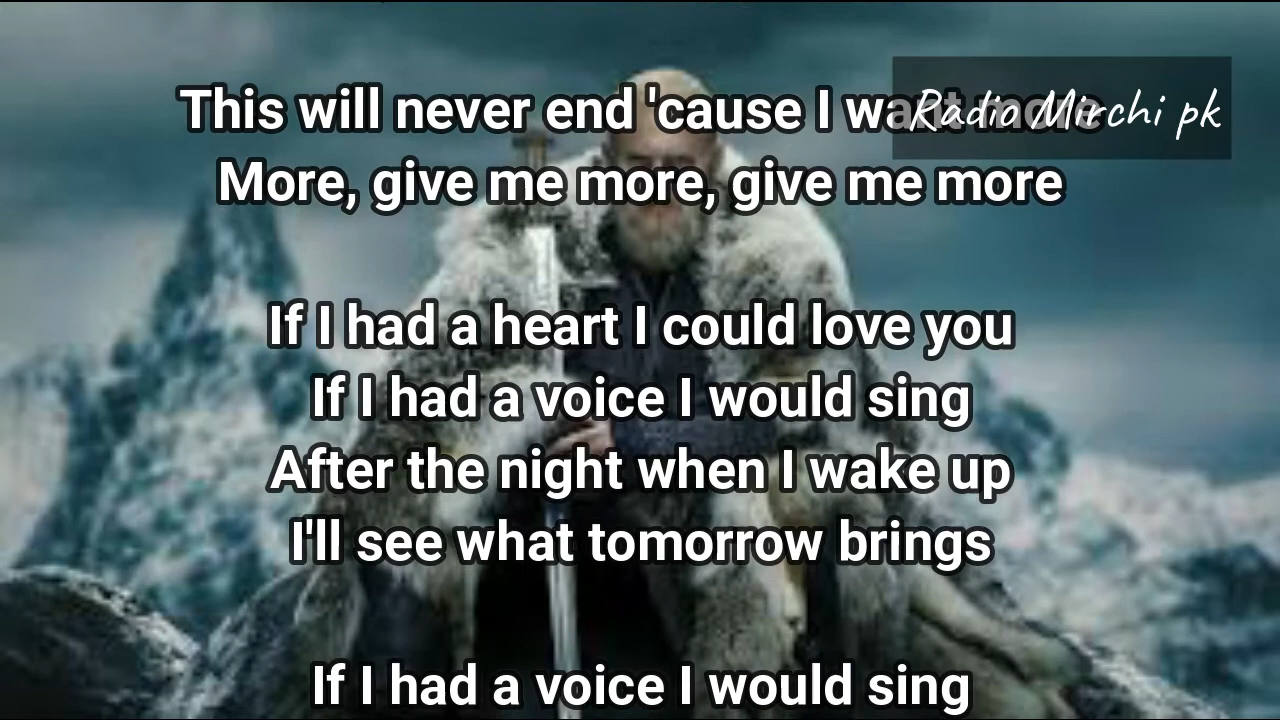 This will never end 'cause I want more
Radio Mirchi pk
More, give me more, give me more
If I had a heart I could love you
If I had a voice I would sing
After the night when I wake up
I'll see what tomorrow brings
If I had a voice I would sing